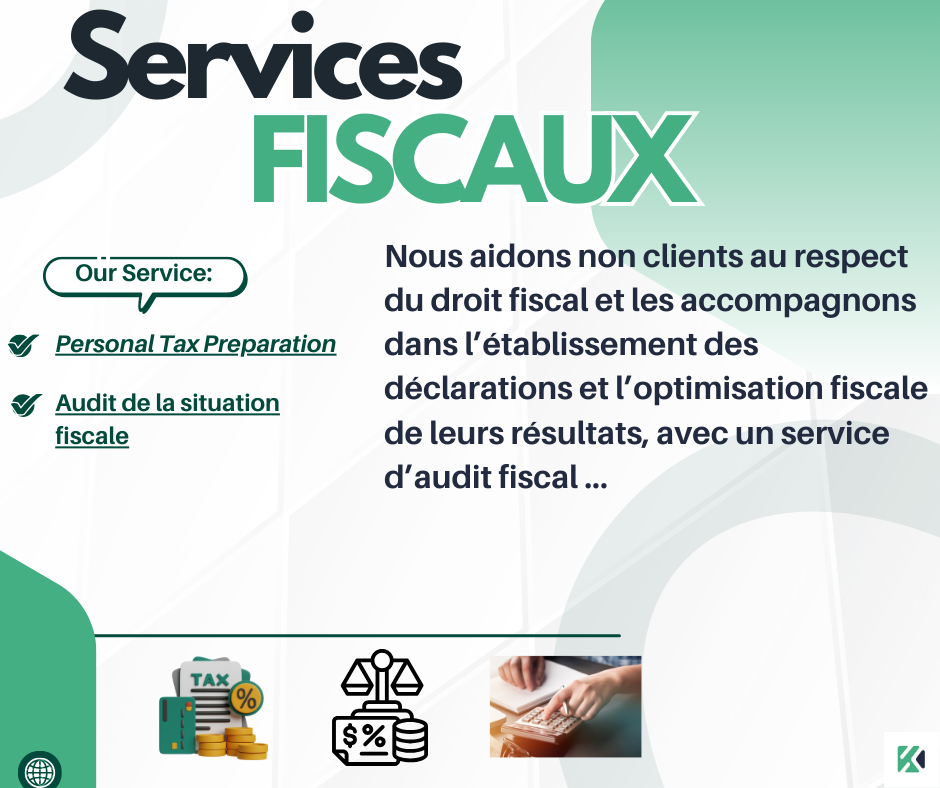 Services
FISCAUX
Our Service:
Personal Tax Preparation
Audit de la situation
fiscale
Nous aidons non clients au respect
du droit fiscal et les accompagnons
dans l’établissement des
déclarations et l’optimisation fiscale
de leurs résultats, avec un service
d’audit fiscal ...
TAX
%
$%